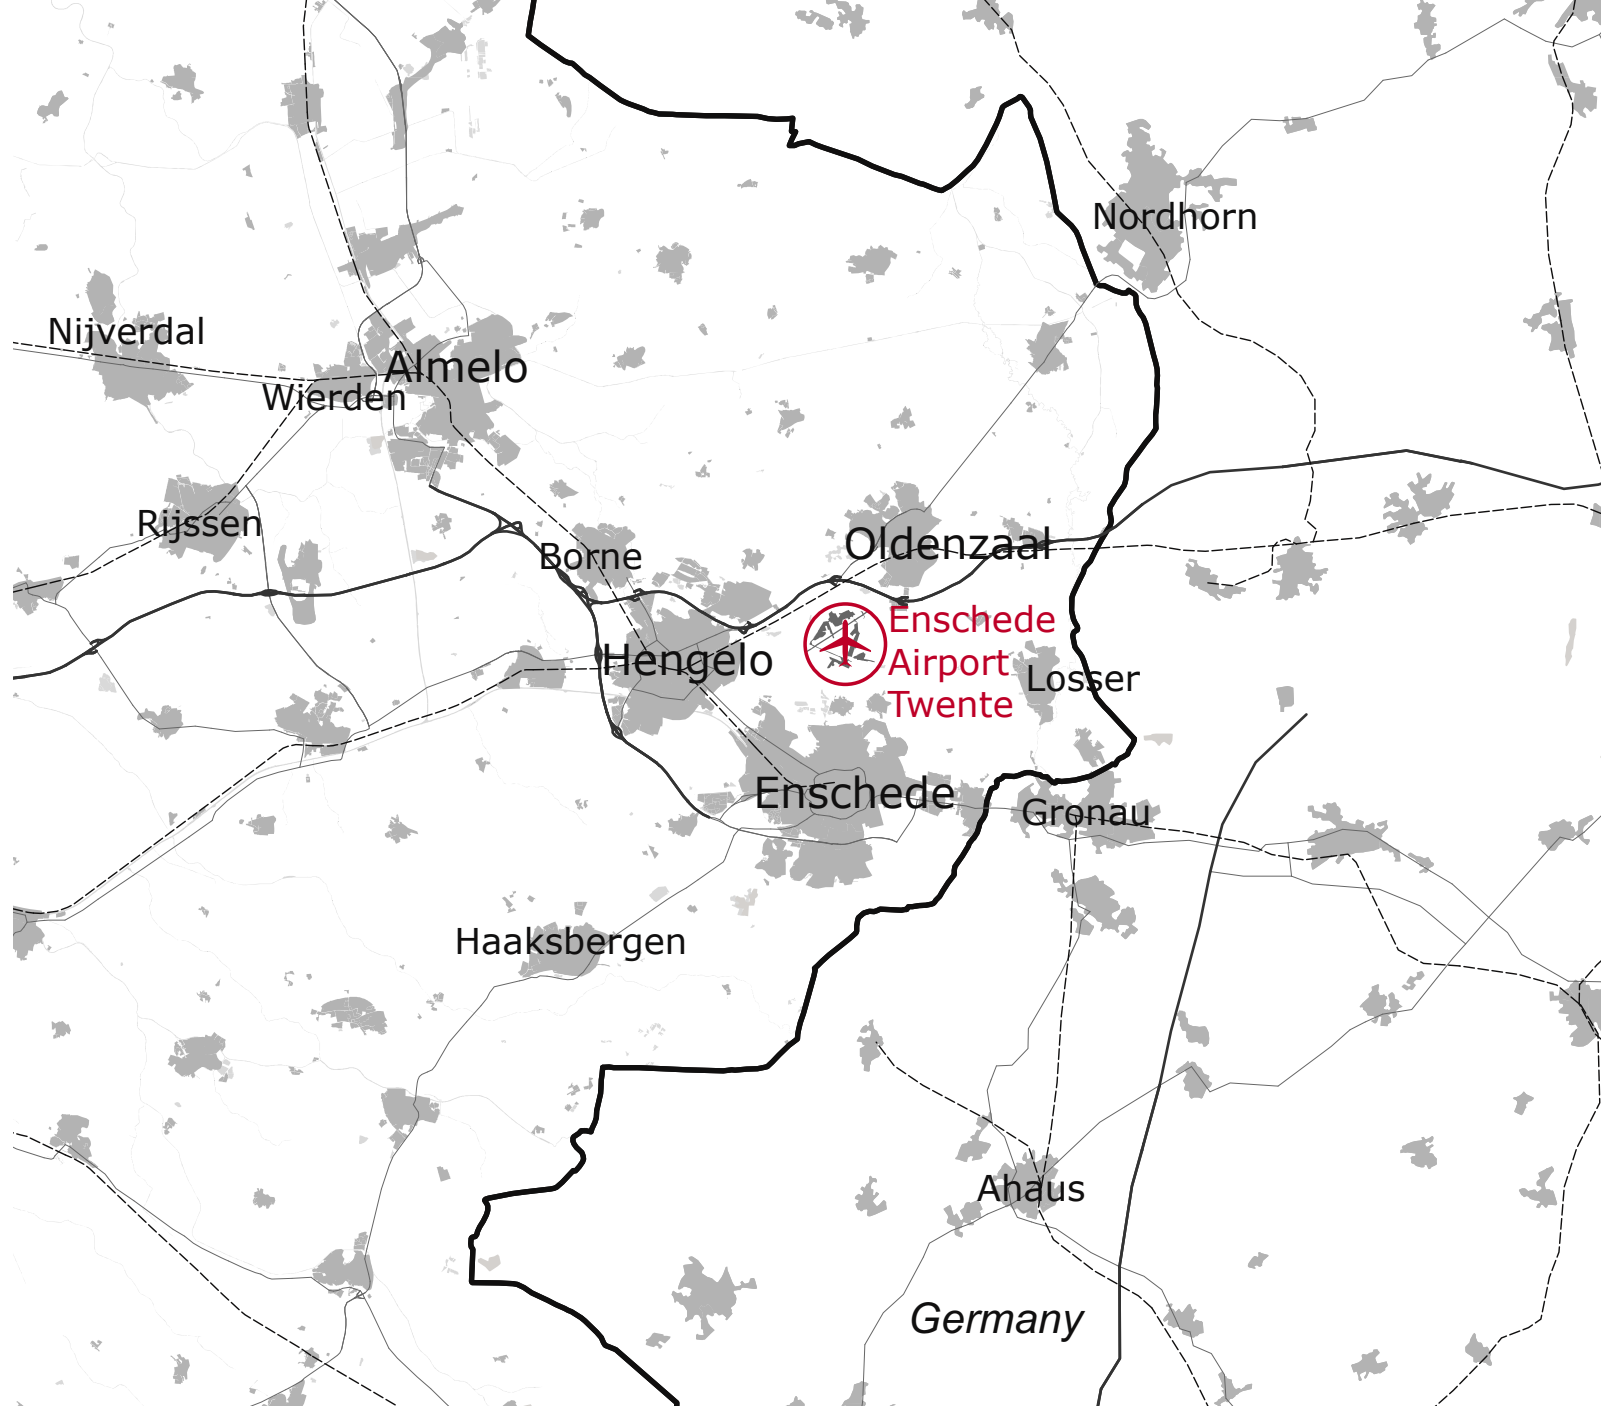 Nordhorn
Nijverdal
Almelo
Wierden
Rijssen
Borne
Oldenzaal
Enschede
Airport
Twente
Hengelo
Losser
Enschede
Gronau
Haaksbergen
Ahaus
Germany